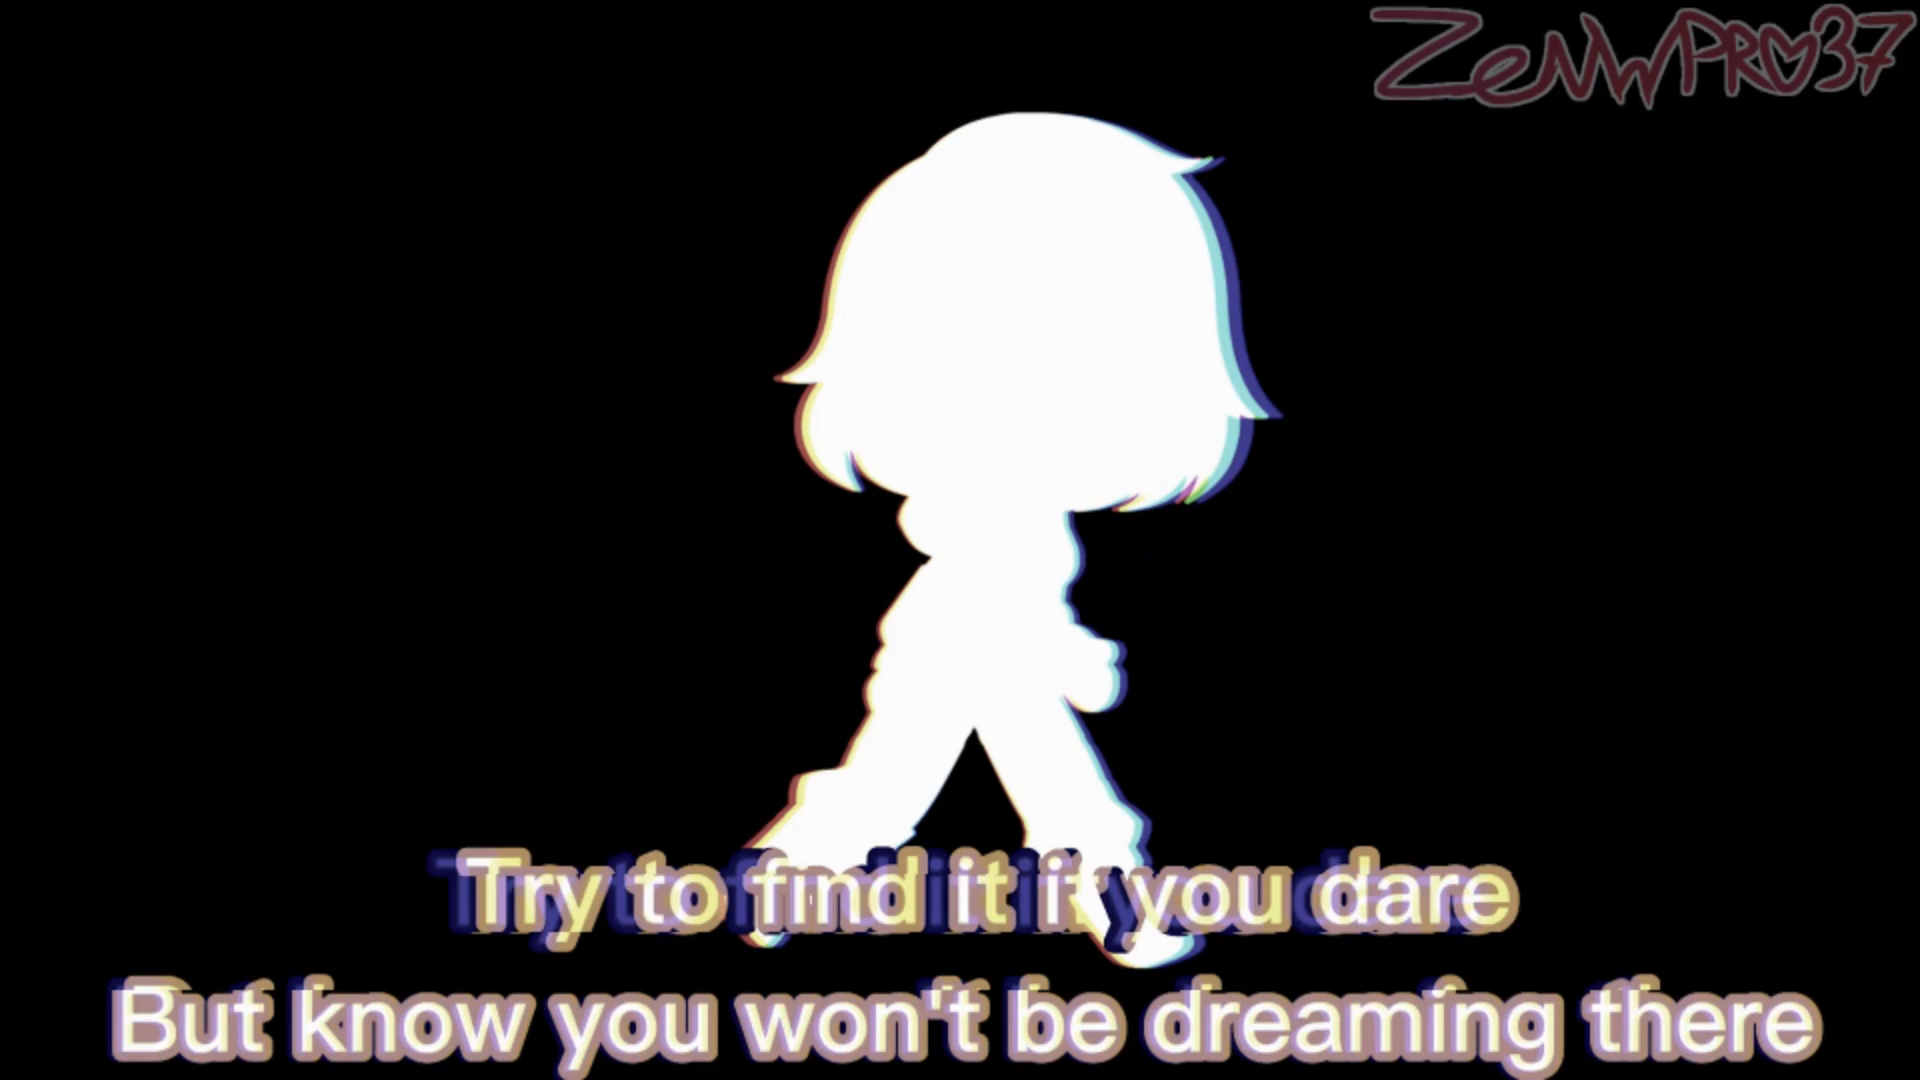 ZeNWPRO37
Try to find it if you dare
But know you won't be dreaming there